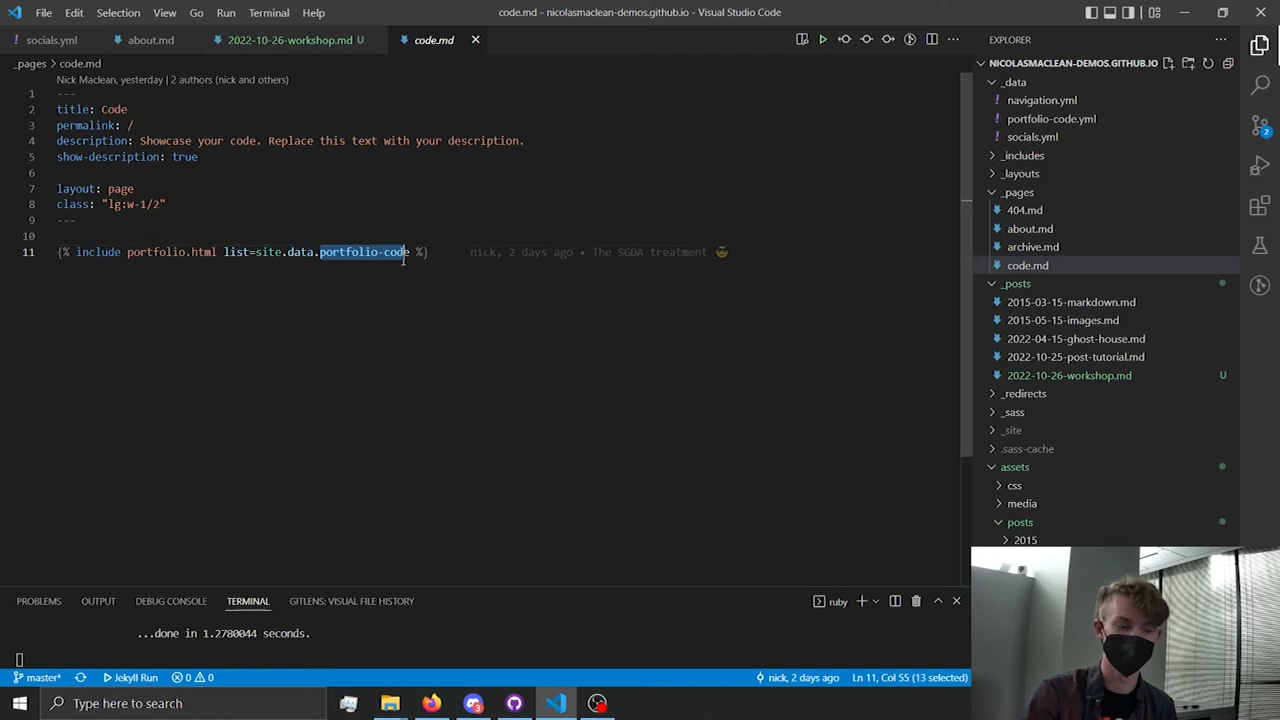 File Edit Selection View Go Run Terminal Help
code.md - nicolasmaclean-demos.github.io - Visual Studio Code
socials.yml
about.md
2022-10-26-workshop.md U
code.md
_pages > code.md
Nick Maclean, yesterday | 2 authors (nick and others)
1 ---
2 title: Code
3 permalink: /
4 description: Showcase your code. Replace this text with your description.
5 show-description: true
6
7 layout: page
8 class: "lg:w-1/2"
9 ---
10
11 {% include portfolio.html list=site.data.portfolio-code %} nick, 2 days ago • The SGDA treatment 😎
EXPLORER
NICOLASMACLEAN-DEMOS.GITHUB.IO
_data
navigation.yml
portfolio-code.yml
socials.yml
_includes
_layouts
_pages
404.md
about.md
archive.md
code.md
_posts
2015-03-15-markdown.md
2015-05-15-images.md
2022-04-15-ghost-house.md
2022-10-25-post-tutorial.md
2022-10-26-workshop.md U
_redirects
_sass
_site
.sass-cache
assets
css
media
posts
2015
2
PROBLEMS OUTPUT DEBUG CONSOLE TERMINAL GITLENS: VISUAL FILE HISTORY
ruby
...done in 1.2780044 seconds.
master* Jekyll Run 0 0
nick, 2 days ago Ln 11, Col 55 (13 selected)
Type here to search